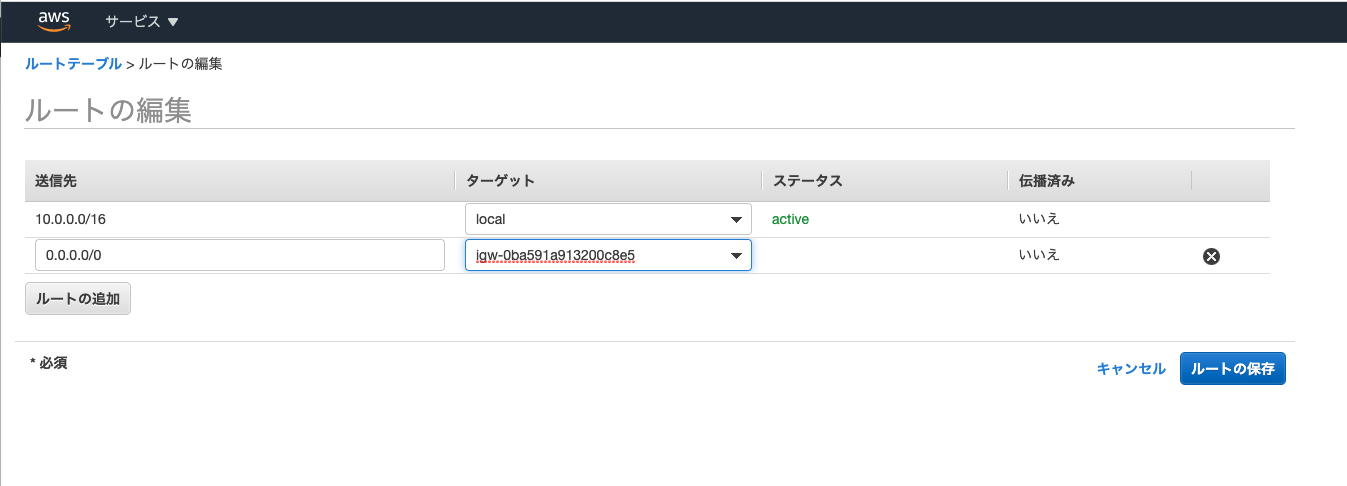 aws サービス ▼
ルートテーブル > ルートの編集
ルートの編集
送信先 ターゲット ステータス 伝播済み
10.0.0.0/16 local active いいえ
0.0.0.0/0 igw-0ba591a913200c8e5 いいえ
ルートの追加
* 必須 キャンセル ルートの保存